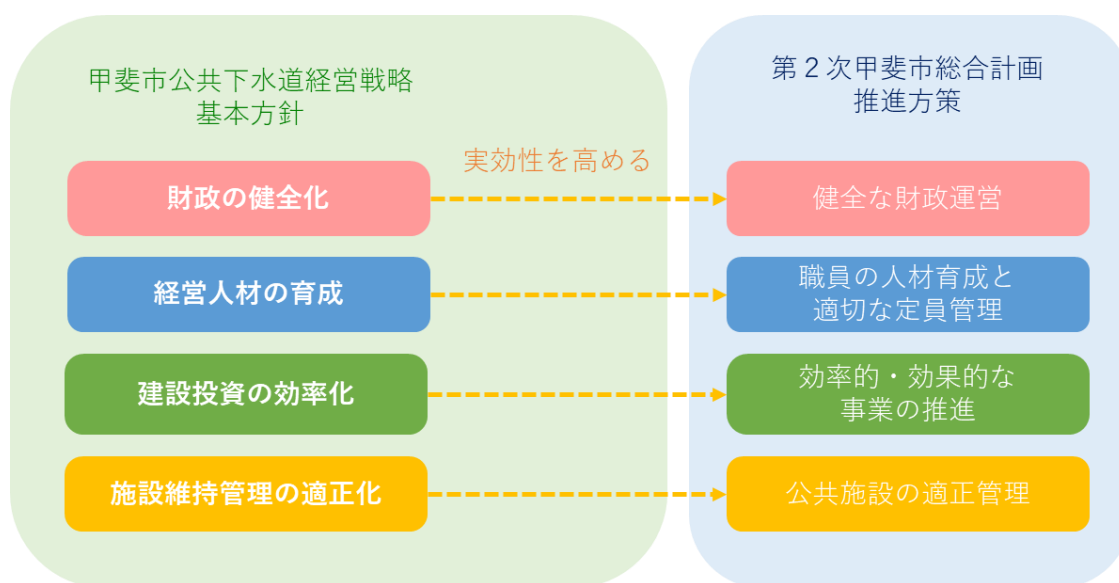 甲斐市公共下水道経営戦略
基本方針
実効性を高める
財政の健全化
経営人材の育成
建設投資の効率化
施設維持管理の適正化
第２次甲斐市総合計画
推進方策
健全な財政運営
職員の人材育成と
適切な定員管理
効率的・効果的な
事業の推進
公共施設の適正管理